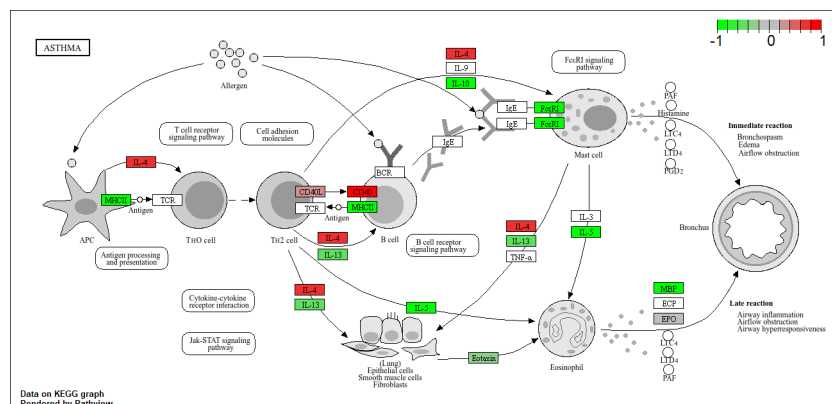 ASTHMA
-1 0 1
Allergen
IL-4
IL-9
IL-10
FcεRI signaling
pathway
T cell receptor
signaling pathway
Cell adhesion
molecules
IL-4
MHCII
Antigen
TCR
APC
TH0 cell
Antigen processing
and presentation
CD40L
CD40
TCR
MHCII
Antigen
TH2 cell
BCR
B cell
IgE
IgE
FcεRI
IgE
FcεRI
Mast cell
PAF
Histamine
LTC4
LTD4
PGD2
Immediate reaction
Bronchospasm
Edema
Airflow obstruction
Bronchus
IL-4
IL-13
B cell receptor
signaling pathway
IL-4
IL-13
TNF-α
IL-3
IL-5
Cytokine-cytokine
receptor interaction
IL-4
IL-13
IL-5
Jak-STAT signaling
pathway
(Lung)
Epithelial cells
Smooth muscle cells
Fibroblasts
Eotaxin
Eosinophil
MBP
ECP
EPO
LTC4
LTD4
PAF
Late reaction
Airway inflammation
Airflow obstruction
Airway hyperresponsiveness
Data on KEGG graph
Rendered by Pathview